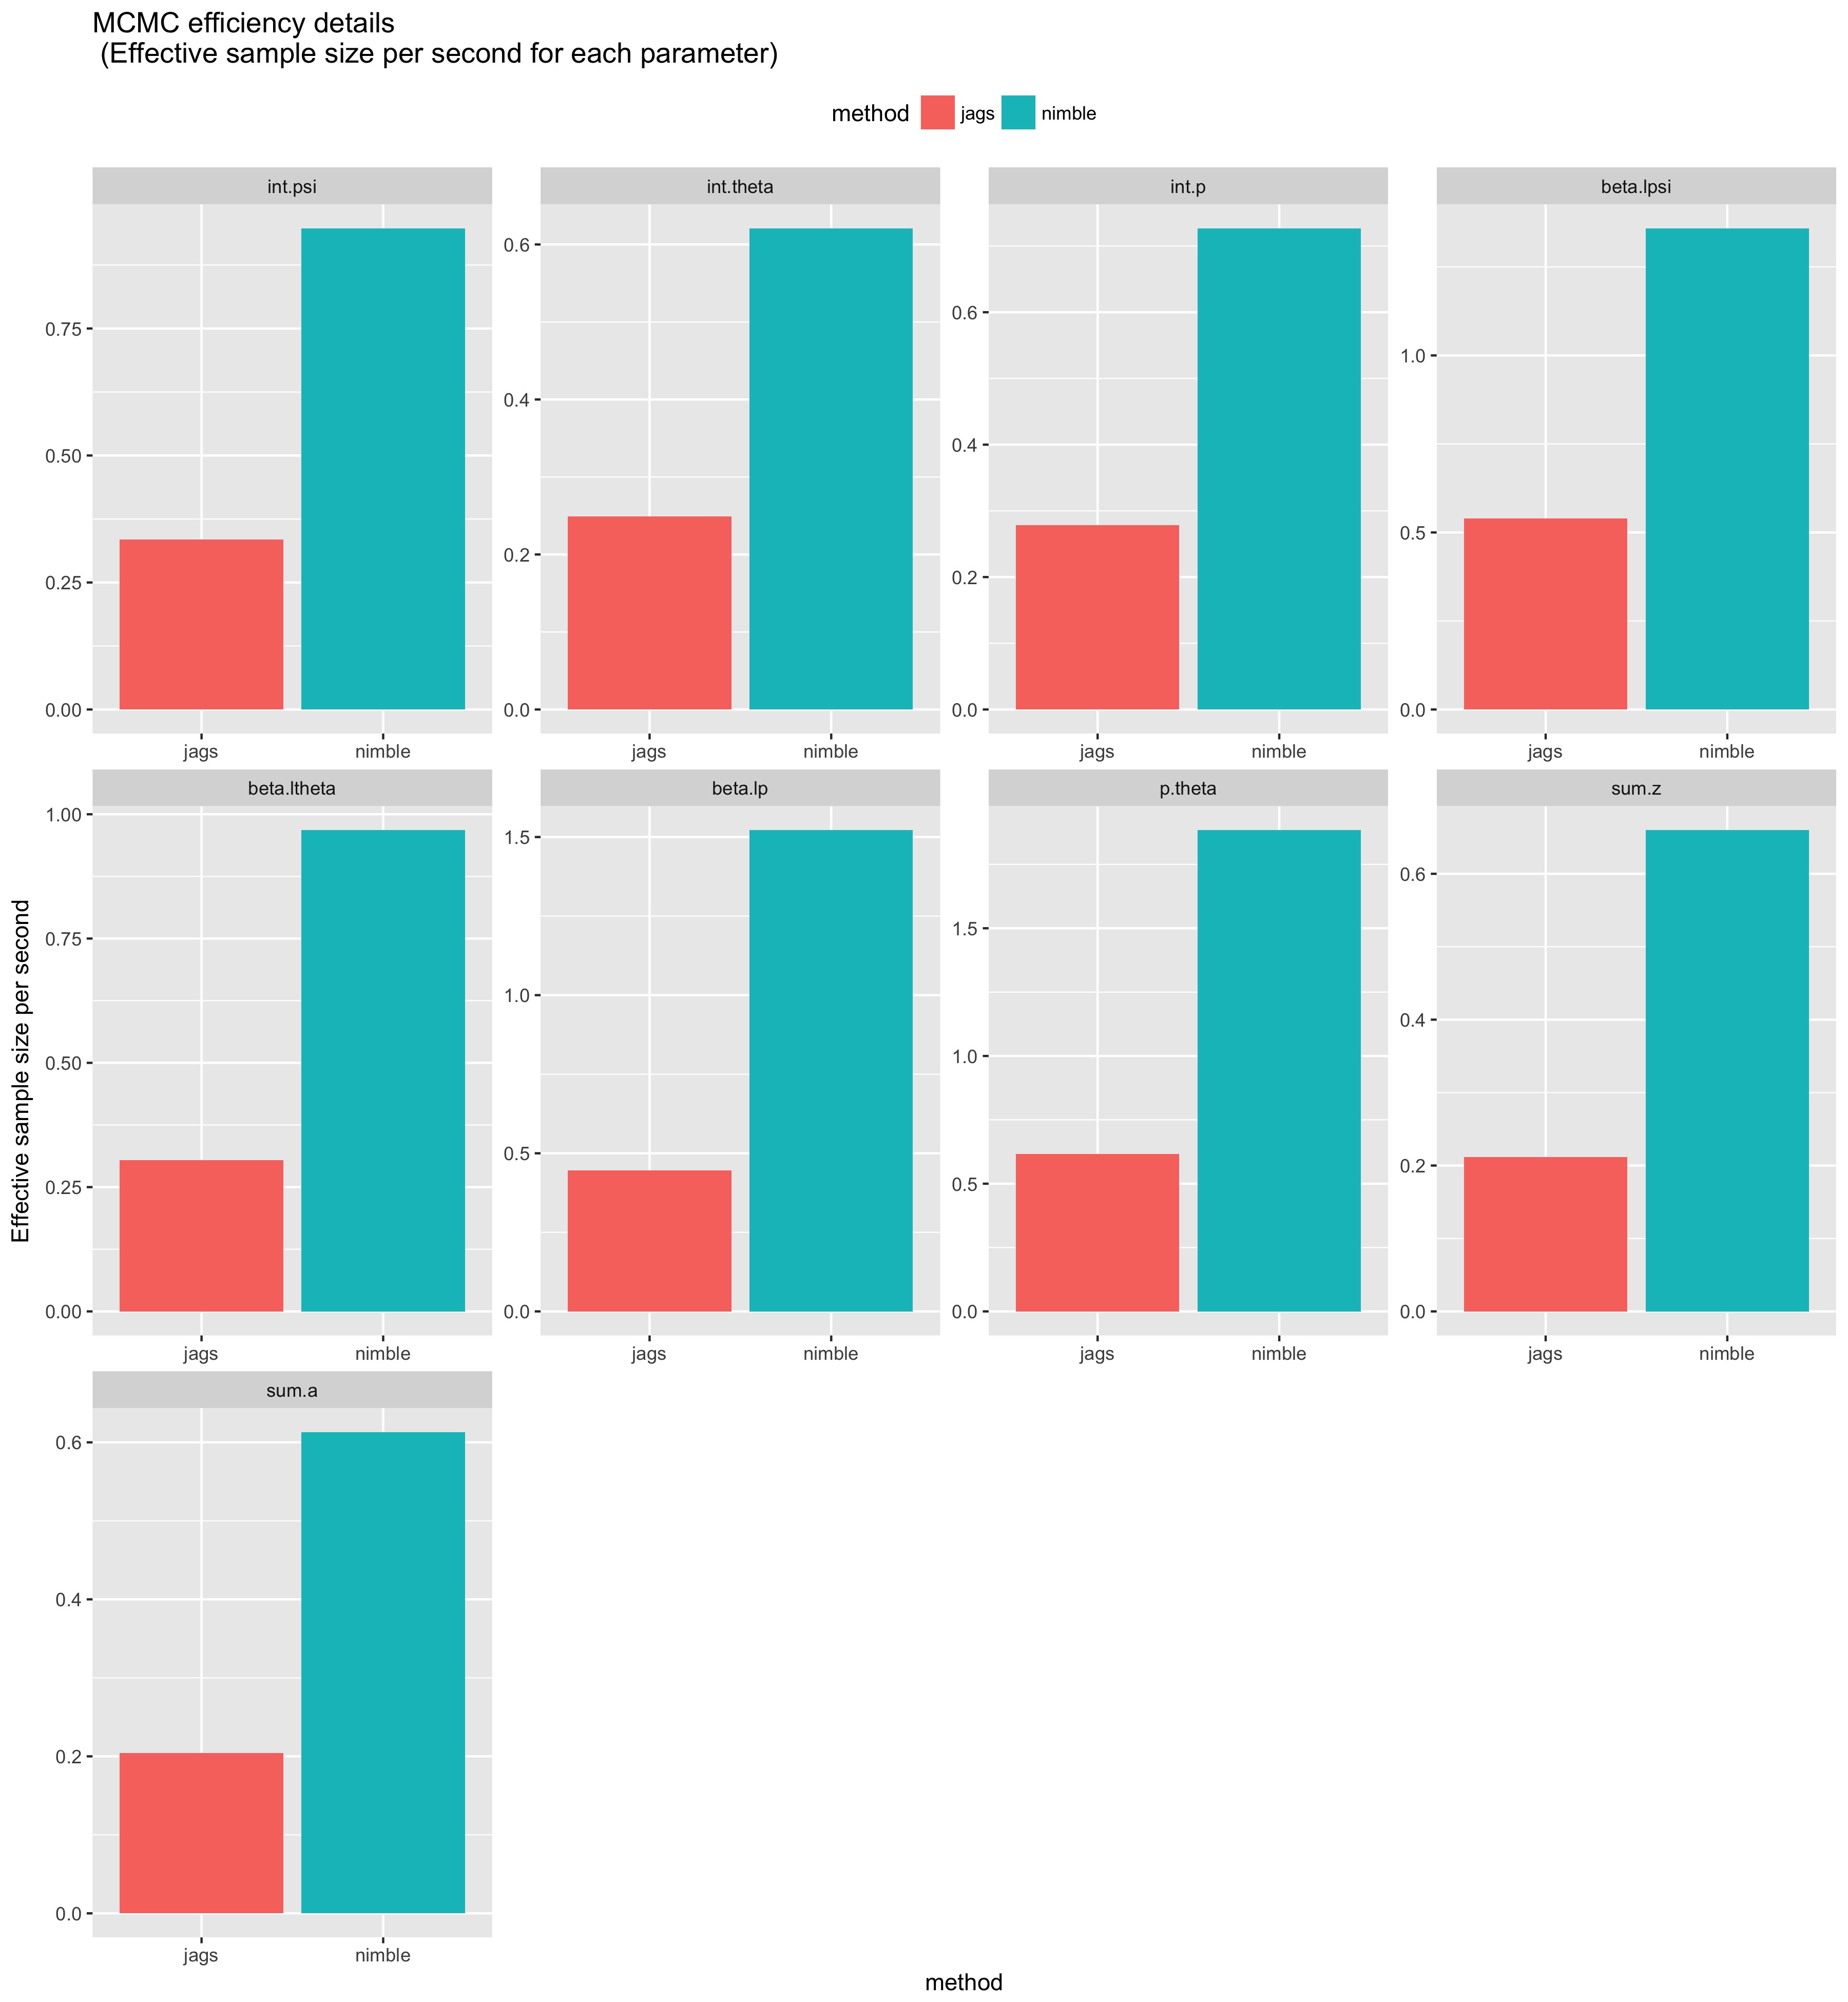 MCMC efficiency details
(Effective sample size per second for each parameter)
method jags nimble
int.psi
0.75
0.50
0.25
0.00
jags nimble
int.theta
0.6
0.4
0.2
0.0
jags nimble
int.p
0.6
0.4
0.2
0.0
jags nimble
beta.lpsi
1.0
0.5
0.0
jags nimble
Effective sample size per second
beta.ltheta
1.00
0.75
0.50
0.25
0.00
jags nimble
beta.lp
1.5
1.0
0.5
0.0
jags nimble
p.theta
1.5
1.0
0.5
0.0
jags nimble
sum.z
0.6
0.4
0.2
0.0
jags nimble
sum.a
0.6
0.4
0.2
0.0
jags nimble
method